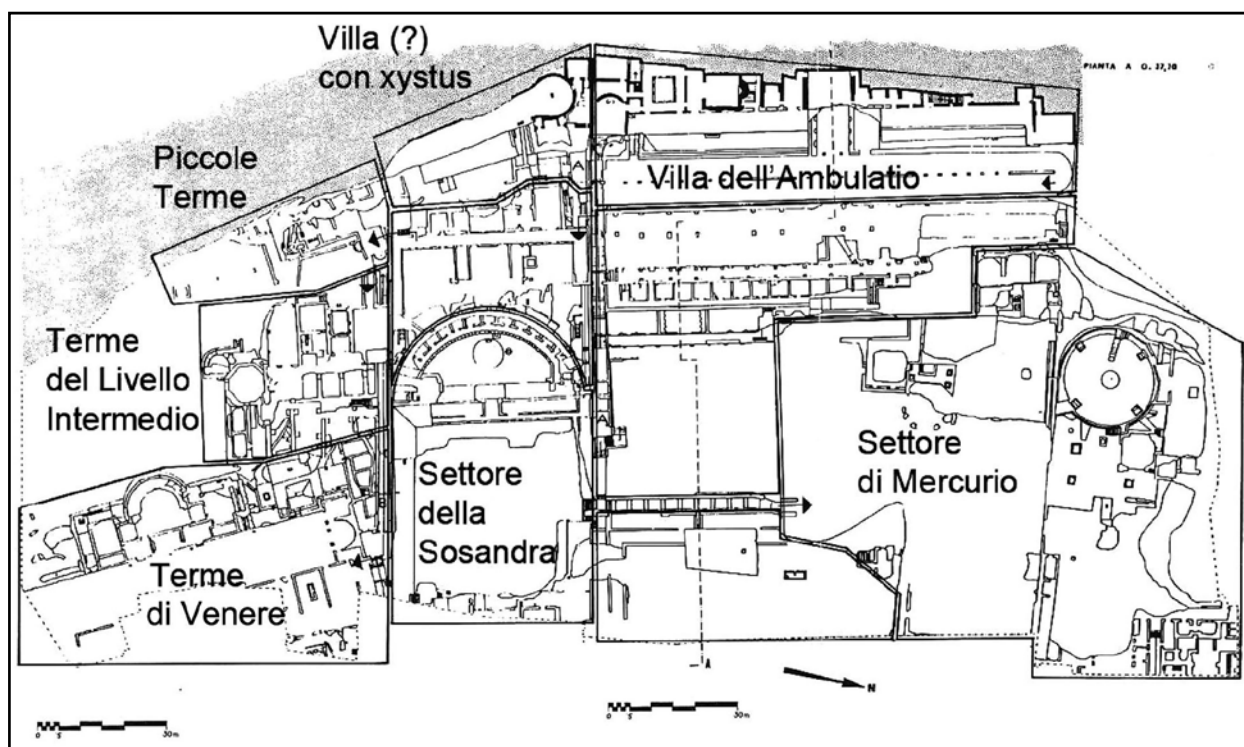 Villa (?)
con xystus
PIANTA A Q. 37,70
Piccole
Terme
Villa dell'Ambulatio
Terme
del Livello
Intermedio
Settore
di Mercurio
Settore
della
Sosandra
Terme
di Venere
A
N
0 5 30m
0 5 30m